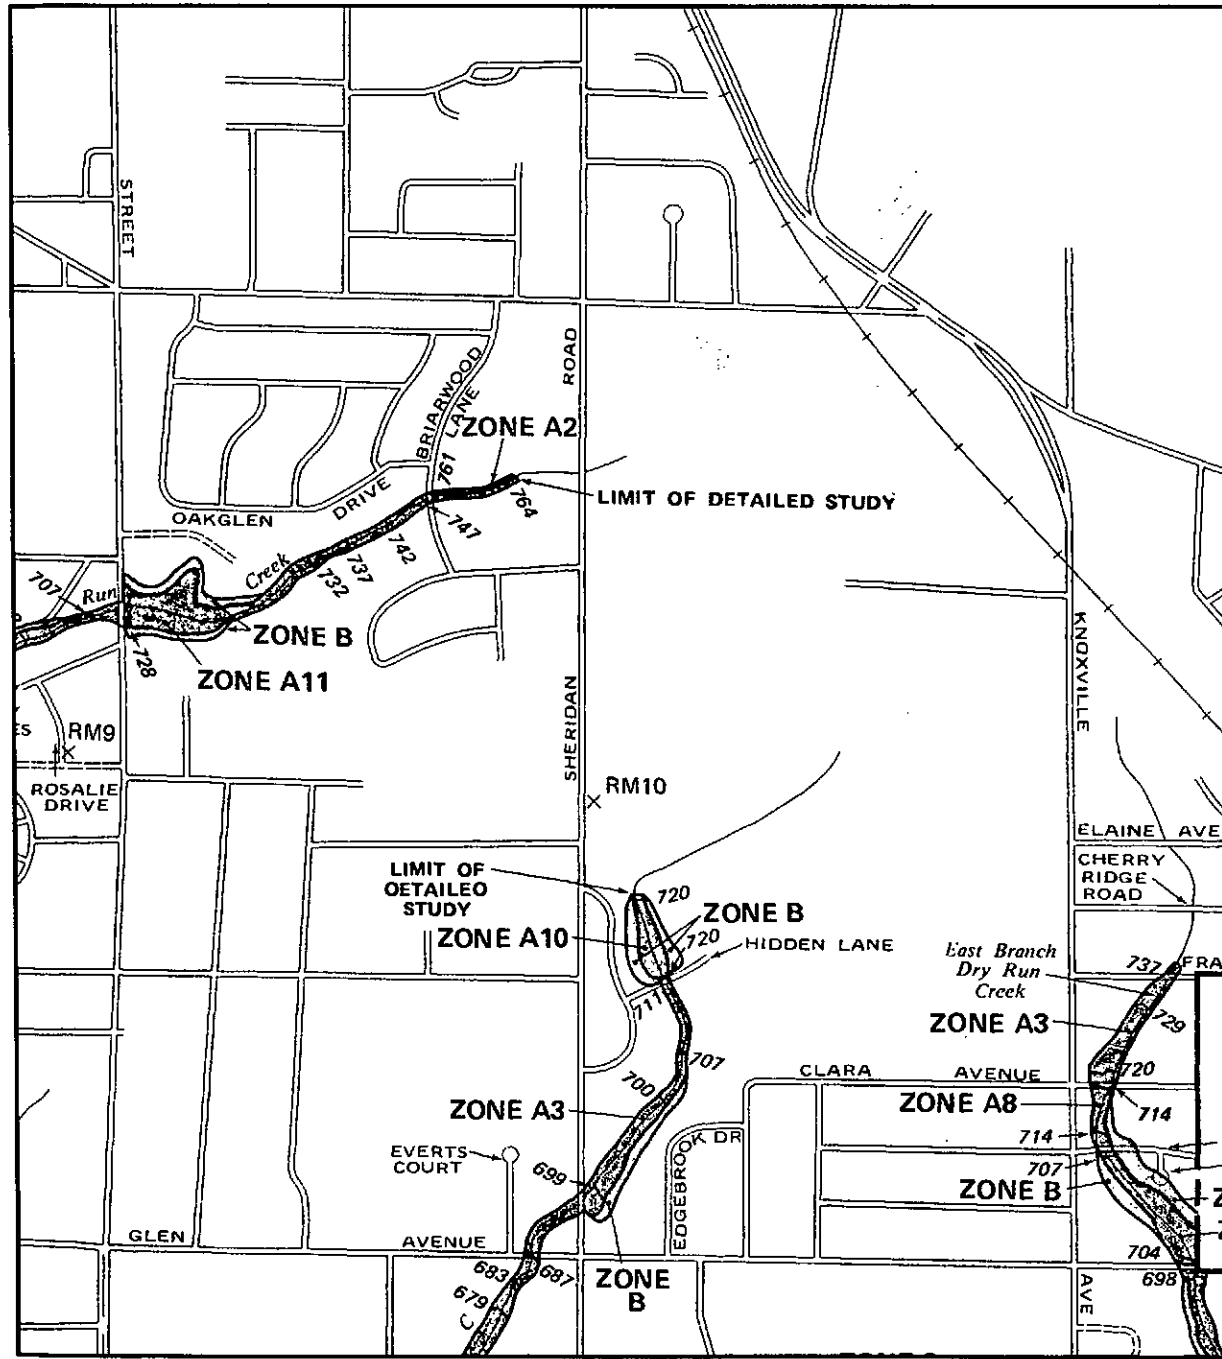 STREET
ROAD
BRIARWOOD
LANE
ZONE A2
761
764
LIMIT OF DETAILED STUDY
DRIVE
OAKGLEN
747
742
737
732
Creek
Run
707
ZONE B
728
ZONE A11
KNOXVILLE
SHERIDAN
ES
RM9
ROSALIE
DRIVE
RM10
ELAINE AVE
CHERRY
RIDGE
ROAD
LIMIT OF
OETAILEO
STUDY
720
ZONE B
ZONE A10
720
HIDDEN LANE
711
East Branch
Dry Run
Creek
737
FRA
729
ZONE A3
707
700
720
CLARA AVENUE
ZONE A3
ZONE A8
714
714
EVERTS
COURT
EDGEBROOK DR
699
707
ZONE B
Z
GLEN AVENUE
704
698
683
687
679
ZONE
B
C
AVE